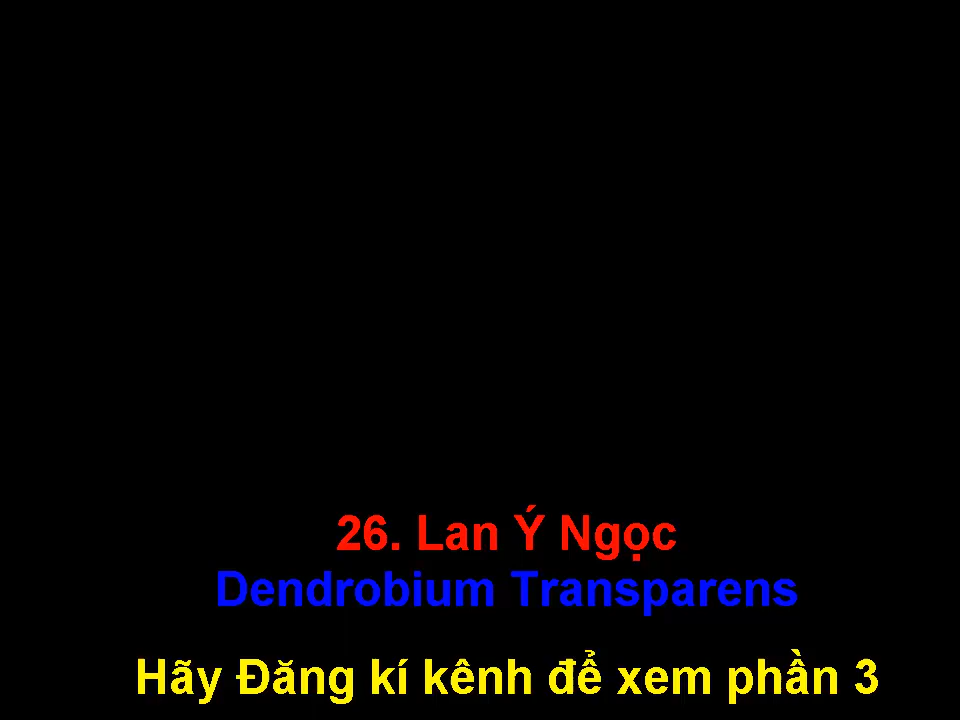 26. Lan Ý Ngọc
Dendrobium Transparens
Hãy Đăng kí kênh để xem phần 3